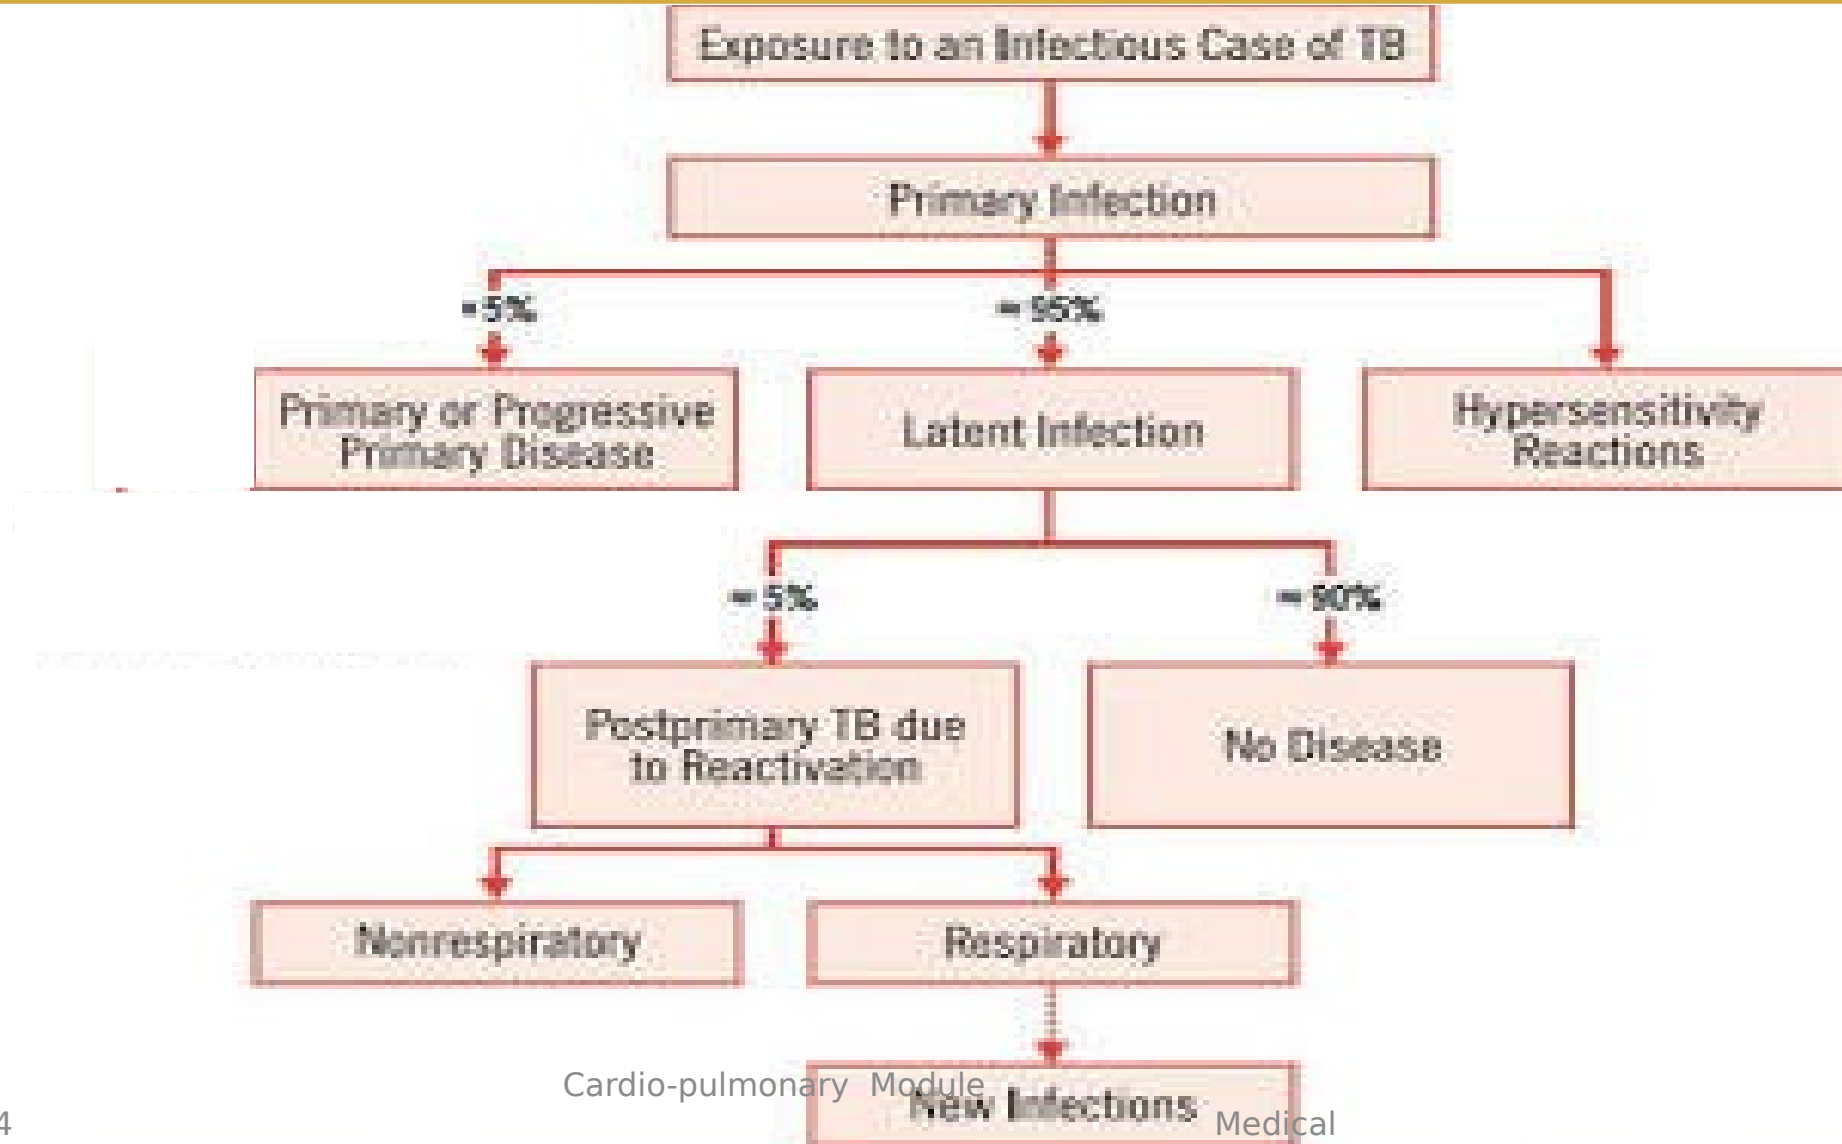 Exposure to an Infectious Case of TB
Primary Infection
≈ 5%
≈ 95%
Primary or Progressive
Primary Disease
Latent Infection
Hypersensitivity
Reactions
≈ 5%
≈ 90%
Postprimary TB due
to Reactivation
No Disease
Nonrespiratory
Respiratory
New Infections
Cardio-pulmonary Module
4
Medical